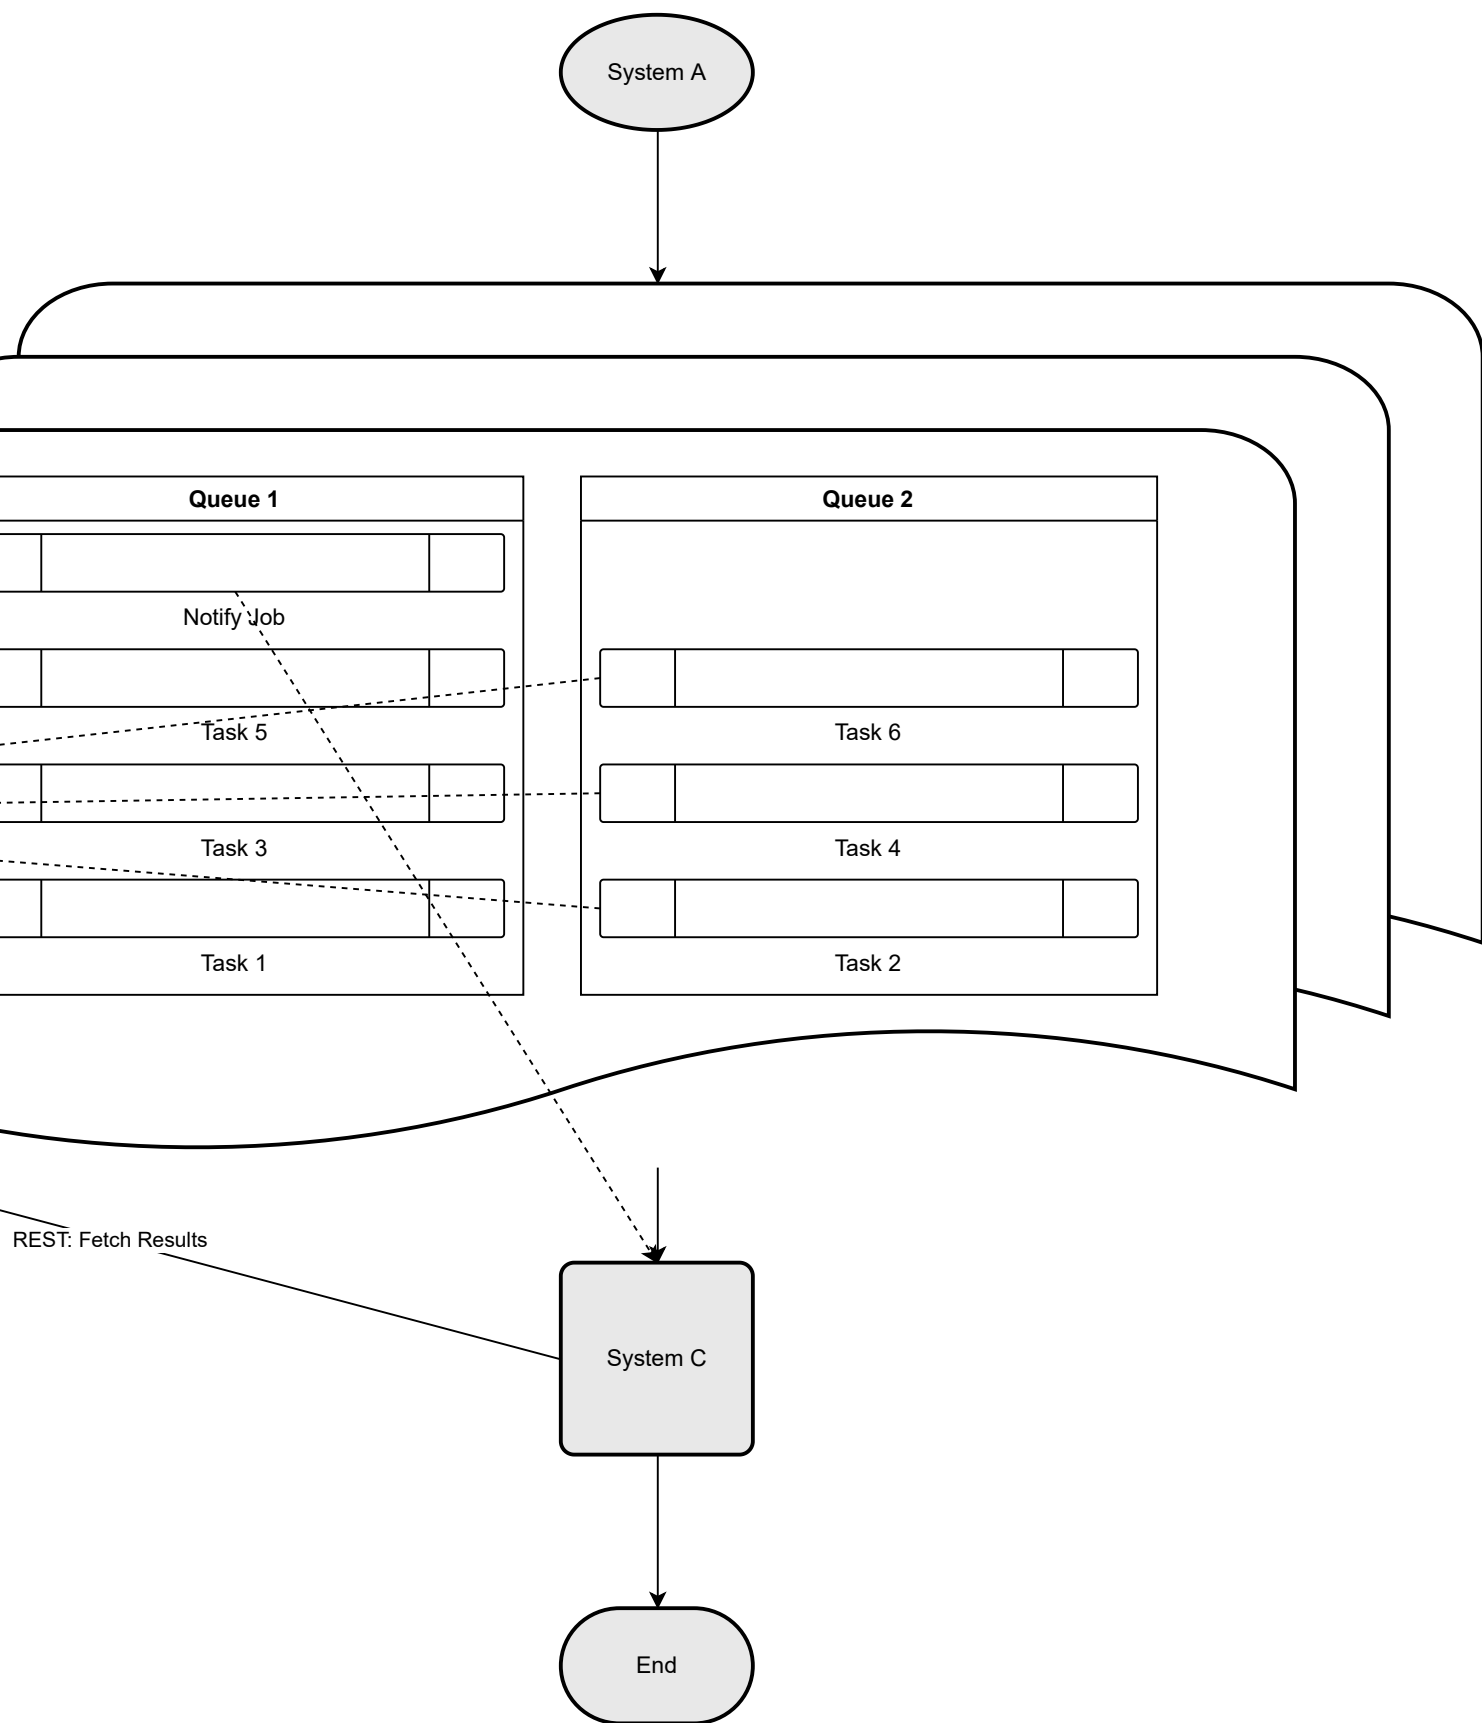 System A
Queue 1
Queue 2
Notify Job
Task 5
Task 6
Task 3
Task 4
Task 1
Task 2
REST: Fetch Results
System C
End